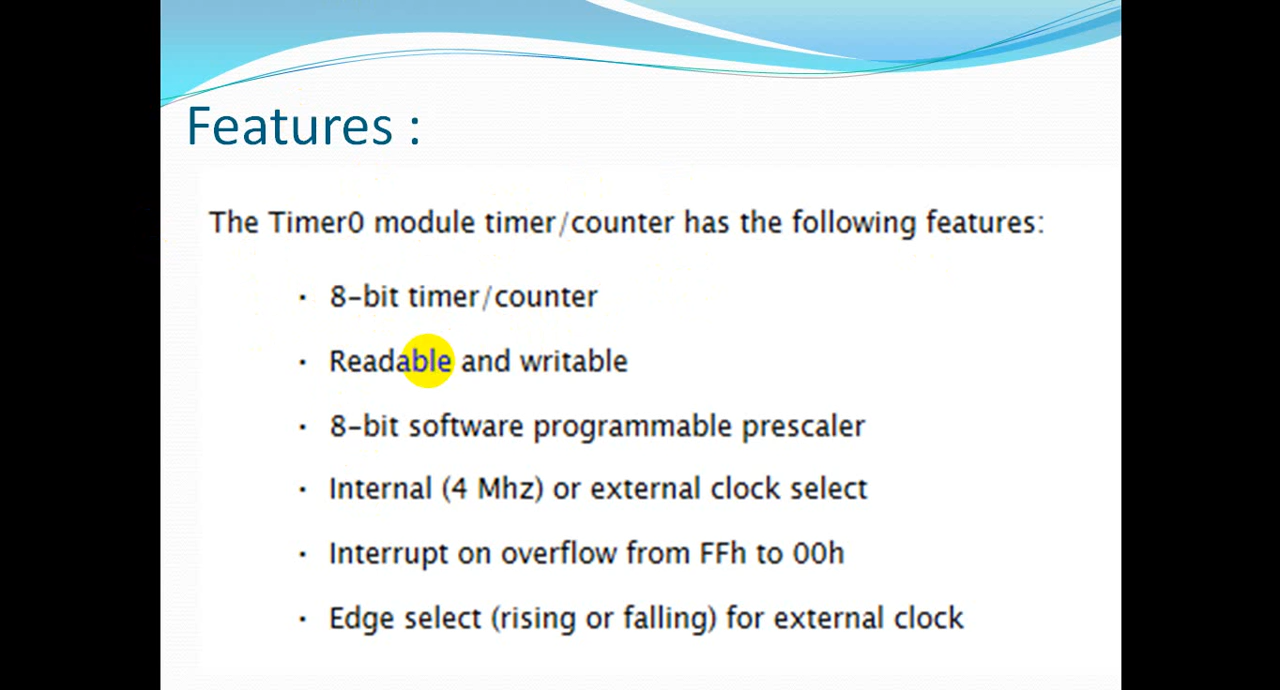 Features :
The Timer0 module timer/counter has the following features:
· 8-bit timer/counter
· Readable and writable
· 8-bit software programmable prescaler
· Internal (4 Mhz) or external clock select
· Interrupt on overflow from FFh to 00h
· Edge select (rising or falling) for external clock